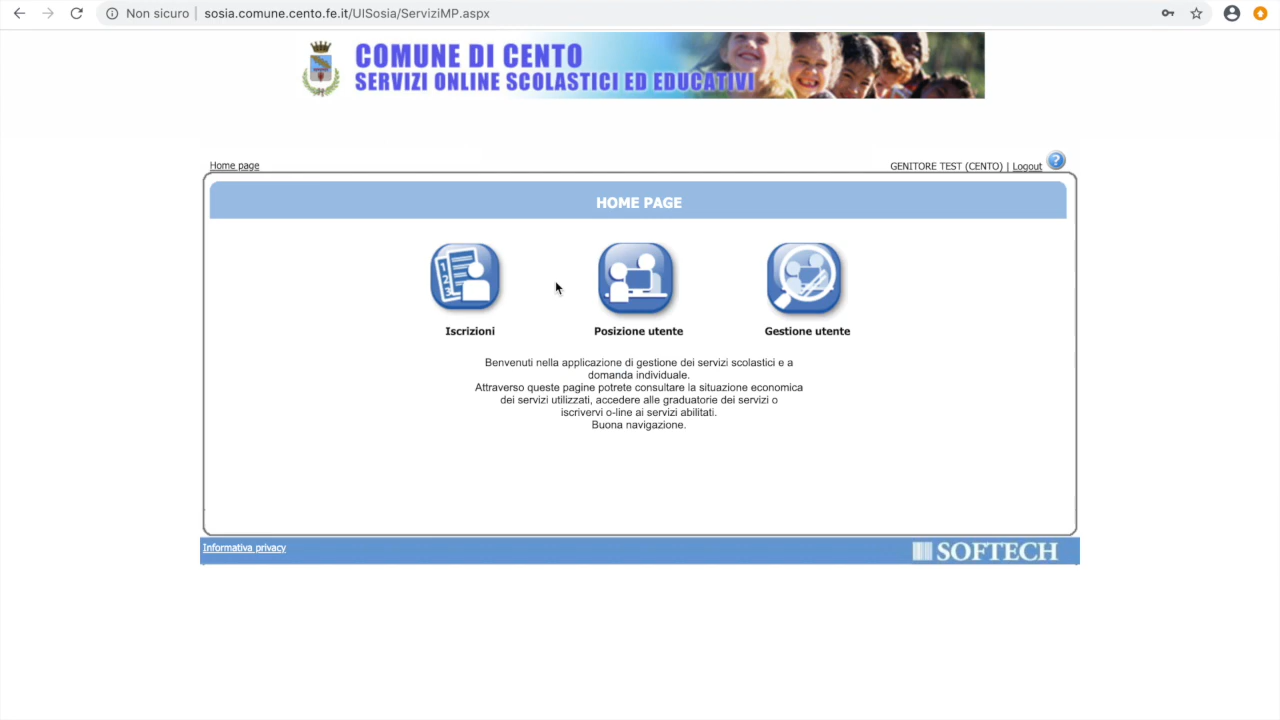 Non sicuro | sosia.comune.cento.fe.it/UISosia/ServiziMP.aspx
COMUNE DI CENTO
SERVIZI ONLINE SCOLASTICI ED EDUCATIVI
Home page
GENITORE TEST (CENTO) | Logout ?
HOME PAGE
1
2
3
Iscrizioni
Posizione utente
Gestione utente
Benvenuti nella applicazione di gestione dei servizi scolastici e a
domanda individuale.
Attraverso queste pagine potrete consultare la situazione economica
dei servizi utilizzati, accedere alle graduatorie dei servizi o
iscrivervi o-line ai servizi abilitati.
Buona navigazione.
Informativa privacy
SOFTECH